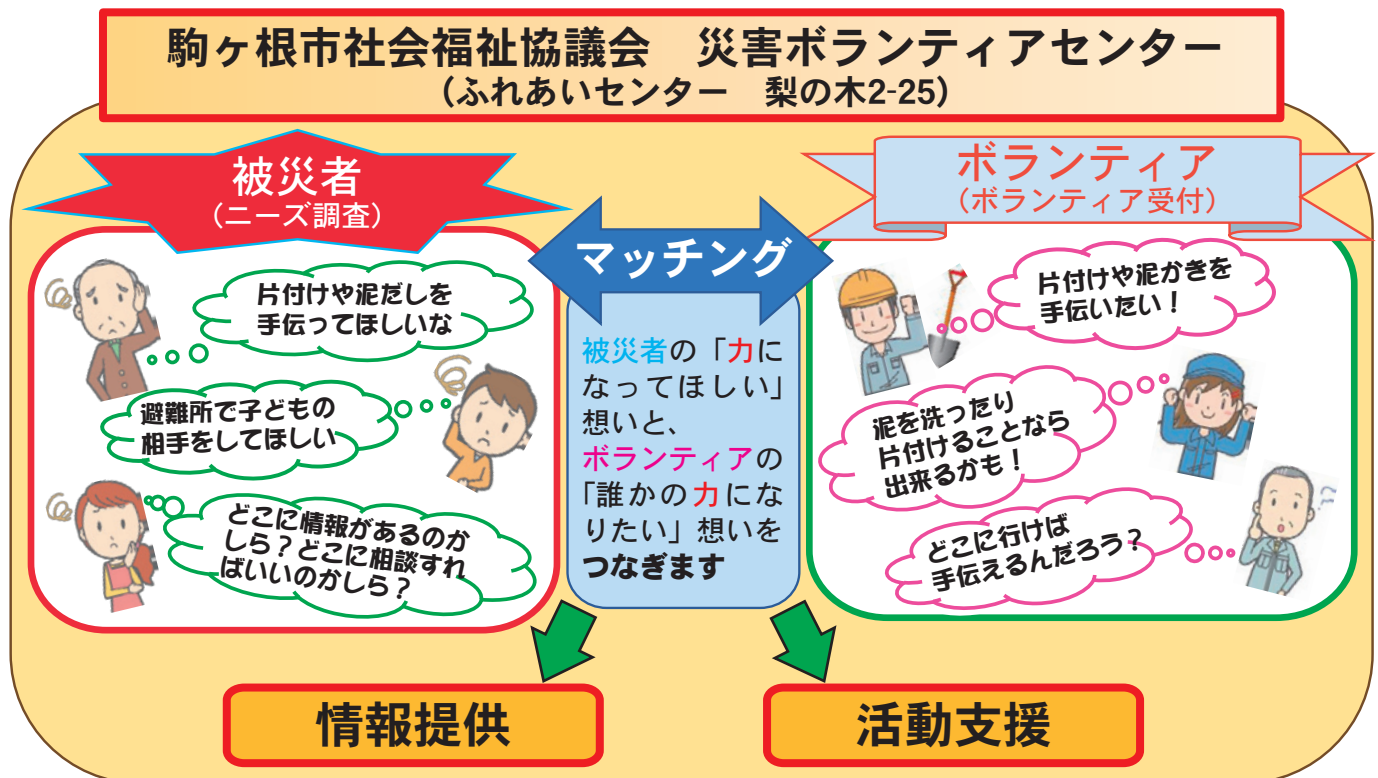 駒ヶ根市社会福祉協議会　災害ボランティアセンター
（ふれあいセンター　梨の木2-25）
被災者
（ニーズ調査）
片付けや泥だしを
手伝ってほしいな
避難所で子どもの
相手をしてほしい
どこに情報があるのか
しら？どこに相談すれ
ばいいのかしら？
マッチング
被災者の「力に
なってほしい」
想いと、
ボランティアの
「誰かの力にな
りたい」想いを
つなぎます
ボランティア
（ボランティア受付）
片付けや泥かきを
手伝いたい！
泥を洗ったり
片付けることなら
出来るかも！
どこに行けば
手伝えるんだろう？
情報提供
活動支援